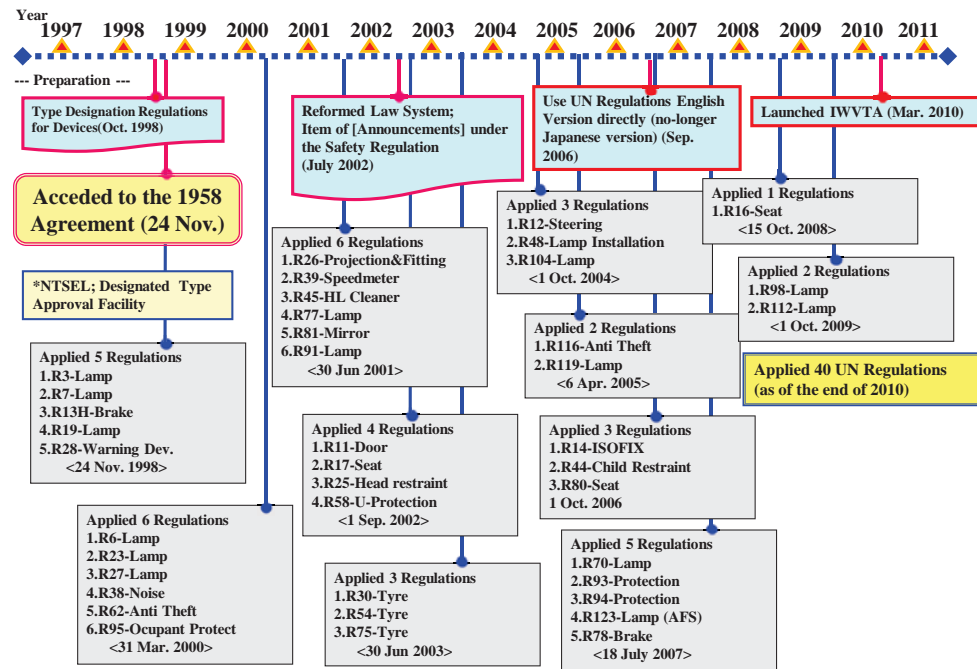 Year
1997 1998 1999 2000 2001 2002 2003 2004 2005 2006 2007 2008 2009 2010 2011
--- Preparation ---
Type Designation Regulations
for Devices(Oct. 1998)
Acceded to the 1958
Agreement (24 Nov.)
*NTSEL; Designated Type
Approval Facility
Applied 5 Regulations
1.R3-Lamp
2.R7-Lamp
3.R13H-Brake
4.R19-Lamp
5.R28-Warning Dev.
<24 Nov. 1998>
Applied 6 Regulations
1.R6-Lamp
2.R23-Lamp
3.R27-Lamp
4.R38-Noise
5.R62-Anti Theft
6.R95-Ocupant Protect
<31 Mar. 2000>
Reformed Law System;
Item of [Announcements] under
the Safety Regulation
(July 2002)
Applied 6 Regulations
1.R26-Projection&Fitting
2.R39-Speedmeter
3.R45-HL Cleaner
4.R77-Lamp
5.R81-Mirror
6.R91-Lamp
<30 Jun 2001>
Applied 4 Regulations
1.R11-Door
2.R17-Seat
3.R25-Head restraint
4.R58-U-Protection
<1 Sep. 2002>
Applied 3 Regulations
1.R30-Tyre
2.R54-Tyre
3.R75-Tyre
<30 Jun 2003>
Use UN Regulations English
Version directly (no-longer
Japanese version) (Sep.
2006)
Applied 3 Regulations
1.R12-Steering
2.R48-Lamp Installation
3.R104-Lamp
<1 Oct. 2004>
Applied 2 Regulations
1.R116-Anti Theft
2.R119-Lamp
<6 Apr. 2005>
Applied 3 Regulations
1.R14-ISOFIX
2.R44-Child Restraint
3.R80-Seat
1 Oct. 2006
Applied 5 Regulations
1.R70-Lamp
2.R93-Protection
3.R94-Protection
4.R123-Lamp (AFS)
5.R78-Brake
<18 July 2007>
Launched IWVTA (Mar. 2010)
Applied 1 Regulations
1.R16-Seat
<15 Oct. 2008>
Applied 2 Regulations
1.R98-Lamp
2.R112-Lamp
<1 Oct. 2009>
Applied 40 UN Regulations
(as of the end of 2010)